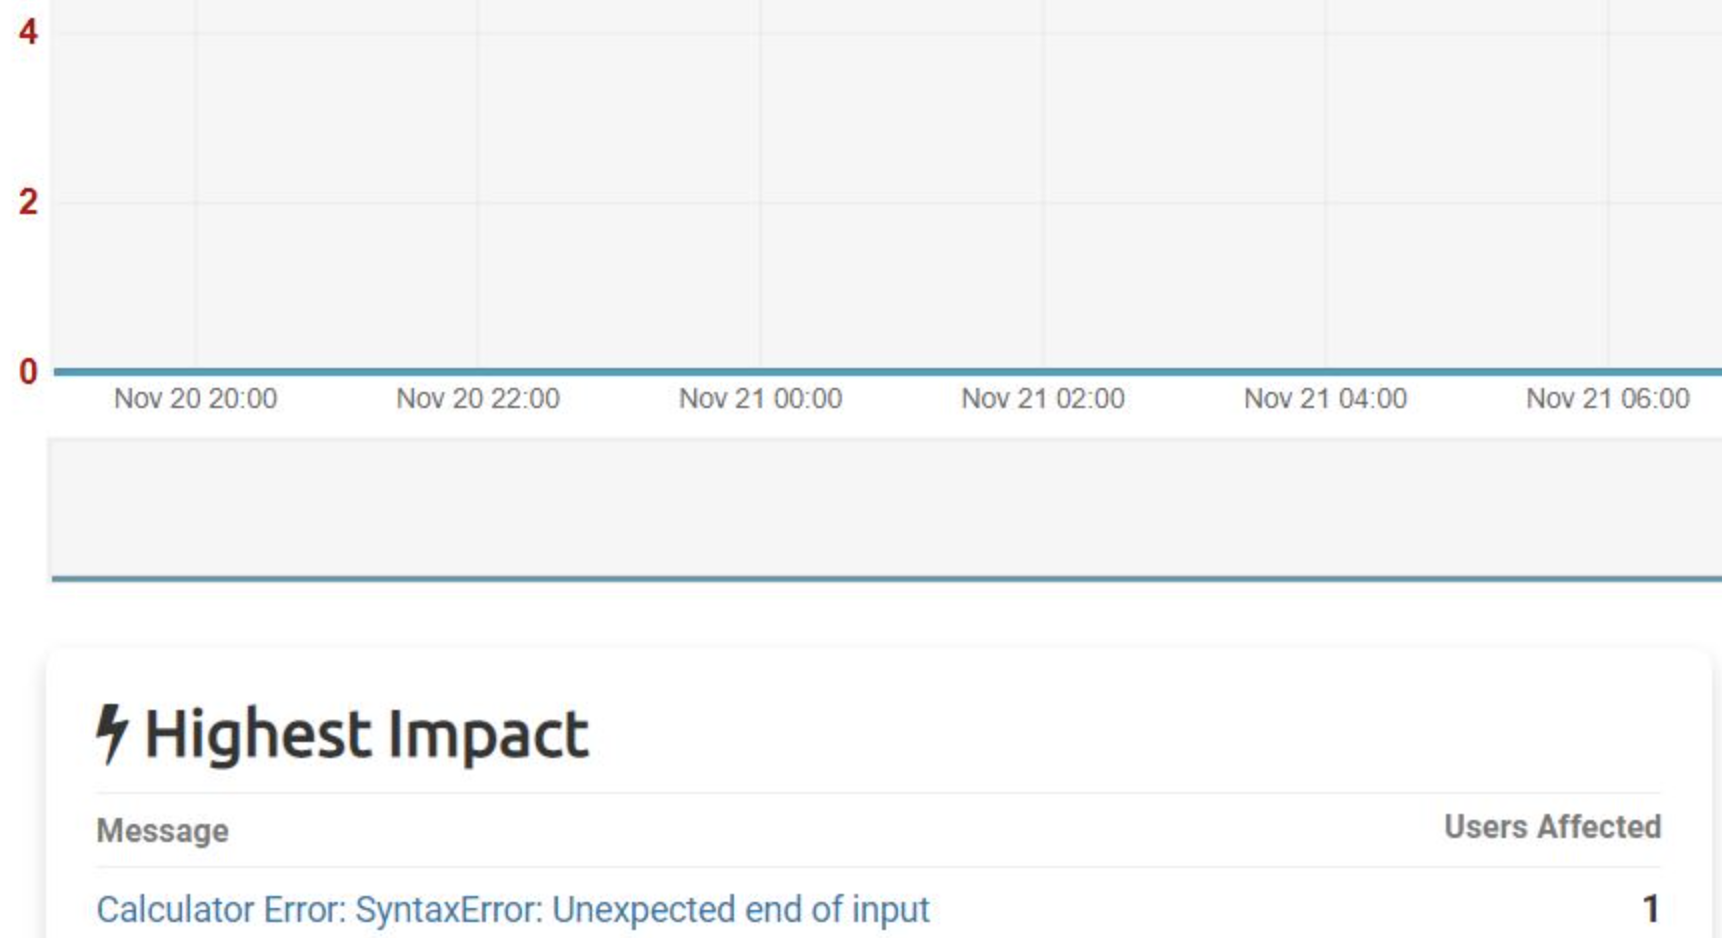 4
2
0
Nov 20 20:00 Nov 20 22:00 Nov 21 00:00 Nov 21 02:00 Nov 21 04:00 Nov 21 06:00
Highest Impact
Message Users Affected
Calculator Error: SyntaxError: Unexpected end of input 1